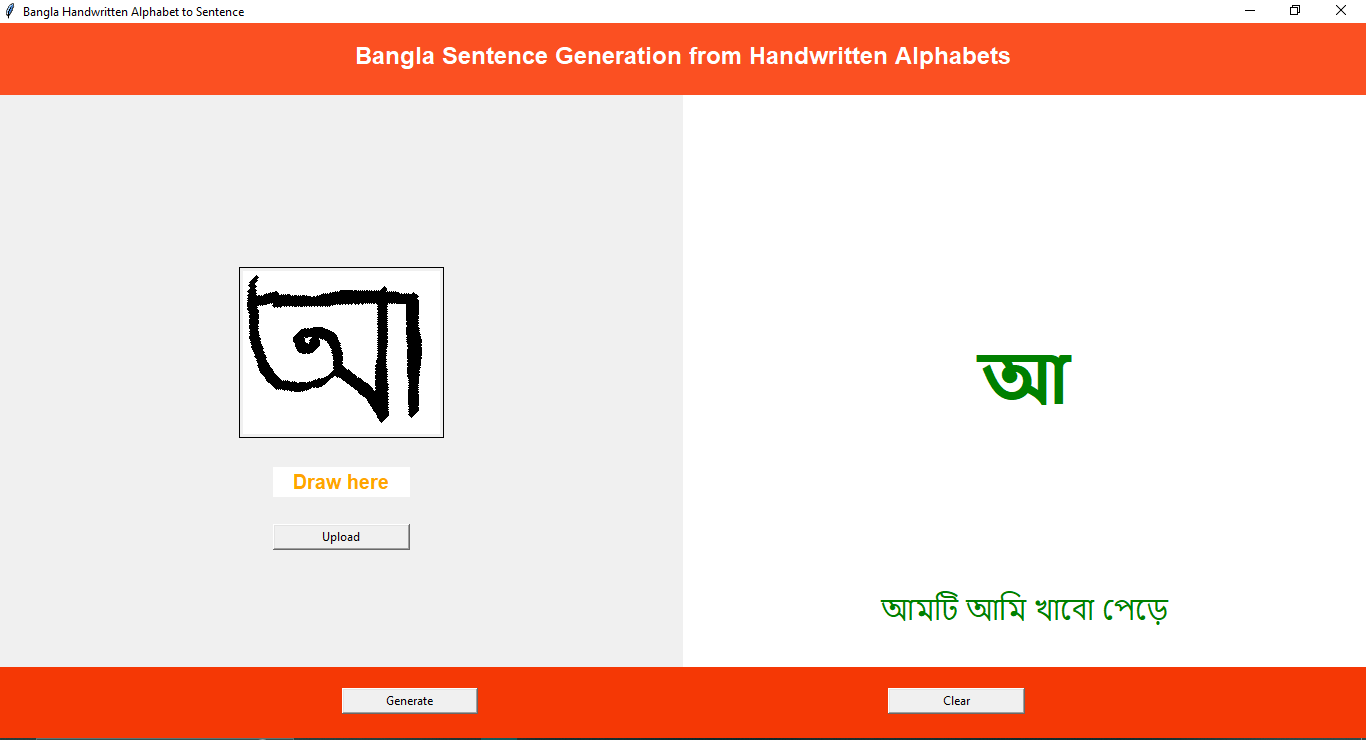 Bangla Handwritten Alphabet to Sentence
Bangla Sentence Generation from Handwritten Alphabets
আ
আ
Draw here
Upload
আমটি আমি খাবো পেড়ে
Generate
Clear